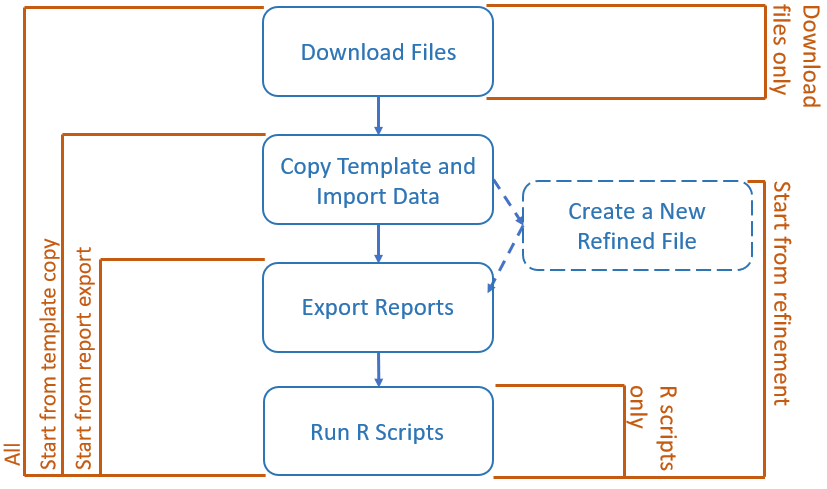 Download Files
Download
files only
Copy Template and
Import Data
Create a New
Refined File
Start from refinement
Export Reports
Run R Scripts
R scripts
only
All
Start from template copy
Start from report export